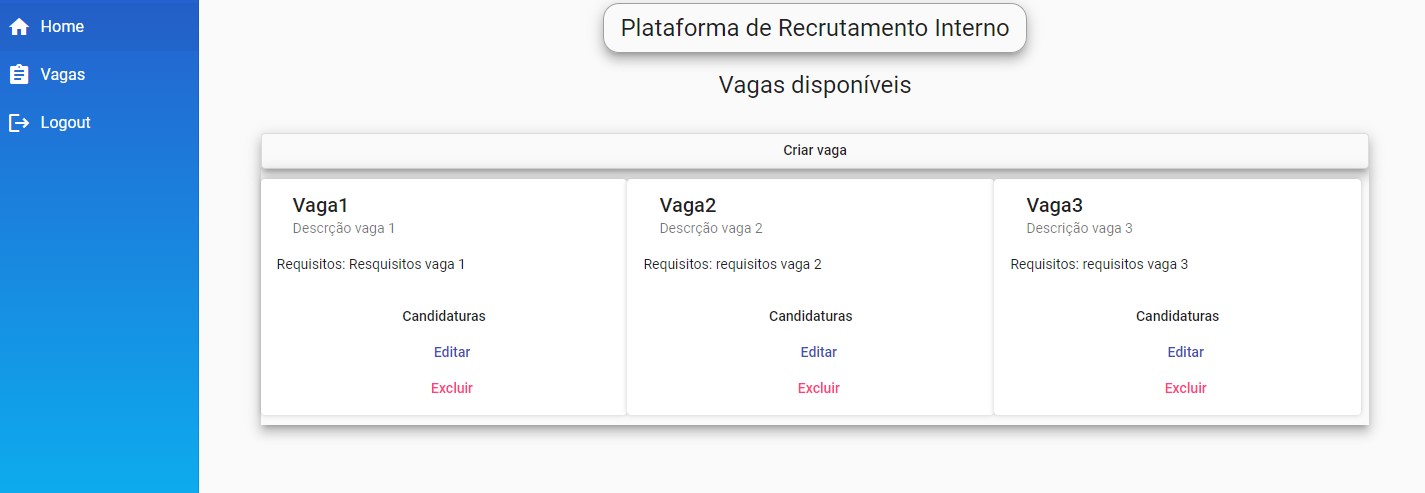 Home
Vagas
Logout
Plataforma de Recrutamento Interno
Vagas disponíveis
Criar vaga
Vaga1
Descrção vaga 1
Requisitos: Resquisitos vaga 1
Candidaturas
Editar
Excluir
Vaga2
Descrção vaga 2
Requisitos: requisitos vaga 2
Candidaturas
Editar
Excluir
Vaga3
Descrição vaga 3
Requisitos: requisitos vaga 3
Candidaturas
Editar
Excluir